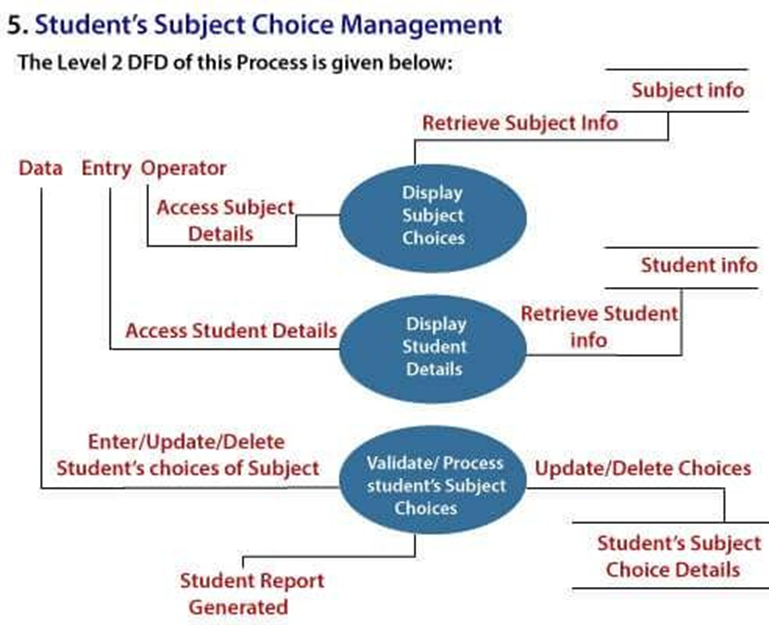 5. Student's Subject Choice Management
The Level 2 DFD of this Process is given below:
Subject info
Retrieve Subject Info
Data Entry Operator
Display
Subject
Choices
Access Subject
Details
Student info
Retrieve Student
info
Display
Student
Details
Access Student Details
Enter/Update/Delete
Student's choices of Subject
Validate/ Process
student's Subject
Choices
Update/Delete Choices
Student's Subject
Choice Details
Student Report
Generated